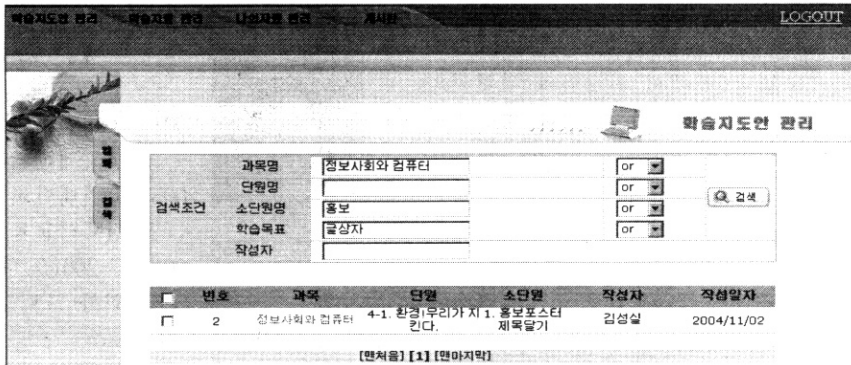 학습지도안 관리 학습자료 관리 나의자료 관리 게시판 LOGOUT
학습지도안 관리
과목명 정보사회와 컴퓨터 or
단원명 or
검색
검색조건 소단원명 홍보 or
학습목표 글상자 or
작성자
검색
번호 과목 단원 소단원 작성자 작성일자
2 정보사회와 컴퓨터 4-1. 환경!우리가 지 1. 홍보포스터 김성실 2004/11/02
킨다. 제목달기
[맨처음] [1] [맨마지막]